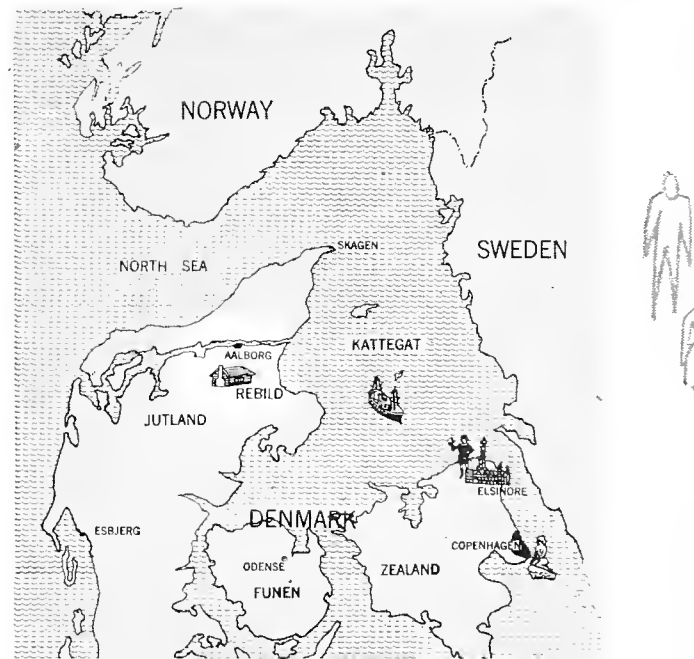 NORWAY
SKAGEN
SWEDEN
NORTH SEA
KATTEGAT
AALBORG
REBILD
JUTLAND
ELSINORE
DENMARK
ESBJERG
COPENHAGEN
ODENSE
ZEALAND
FUNEN